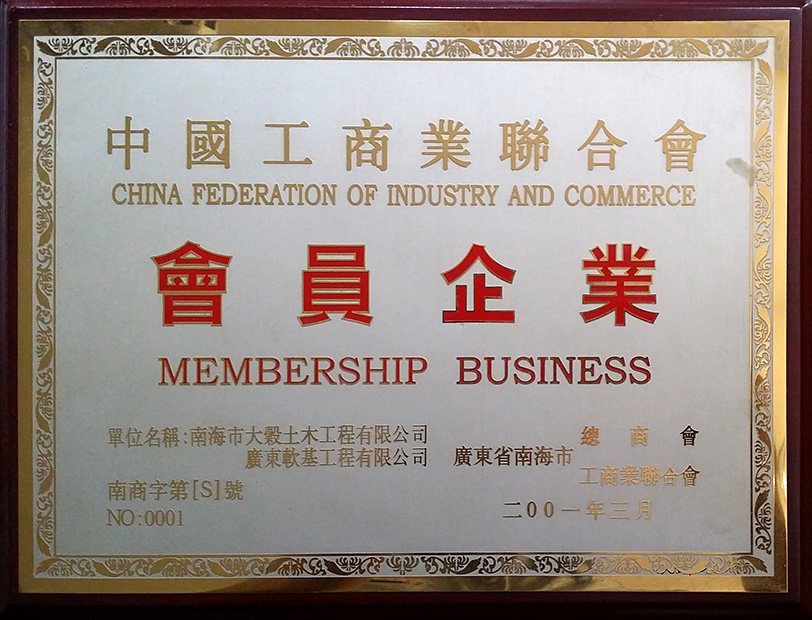 中國工商業聯合會
CHINA FEDERATION OF INDUSTRY AND COMMERCE
會員企業
MEMBERSHIP BUSINESS
單位名稱:南海市大榖土木工程有限公司
廣東軟基工程有限公司
南商字第[S]號
NO:0001
總商會
廣東省南海市
工商業聯合會
二00一年三月